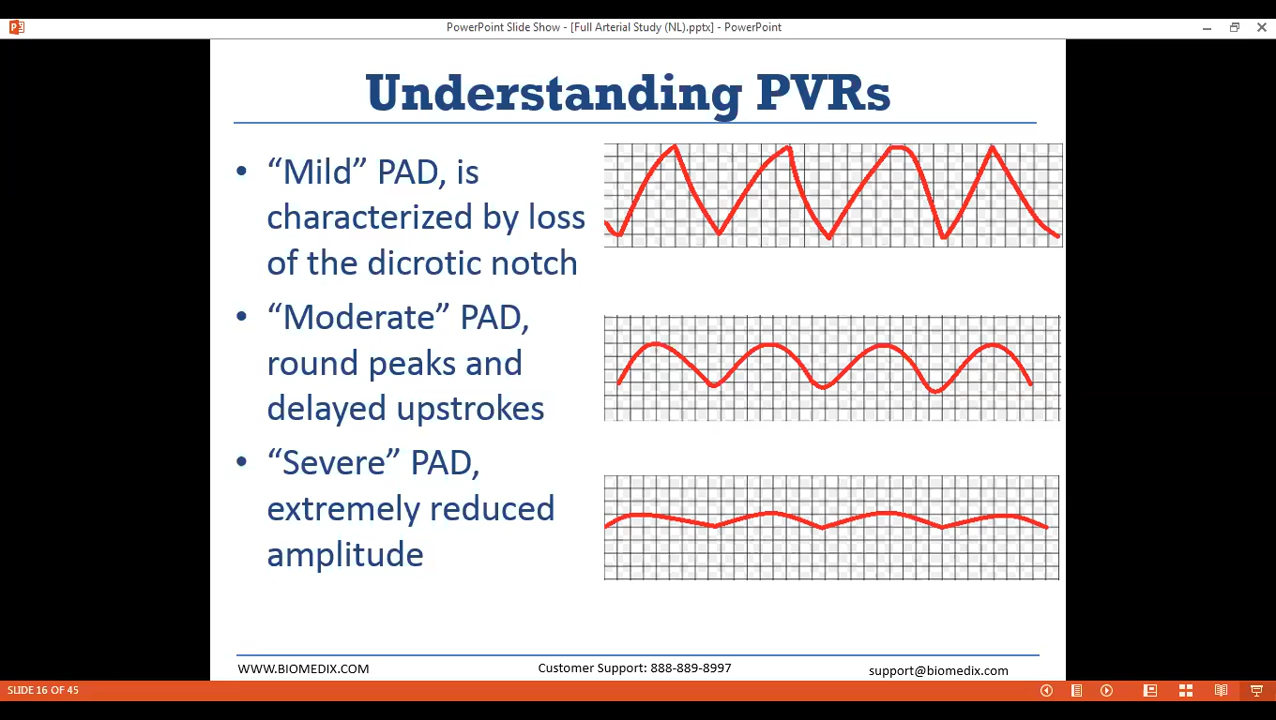 PowerPoint Slide Show - [Full Arterial Study (NL).pptx] - PowerPoint
Understanding PVRs
• “Mild” PAD, is
characterized by loss
of the dicrotic notch
• “Moderate” PAD,
round peaks and
delayed upstrokes
• “Severe” PAD,
extremely reduced
amplitude
WWW.BIOMEDIX.COM
Customer Support: 888-889-8997
support@biomedix.com
SLIDE 16 OF 45